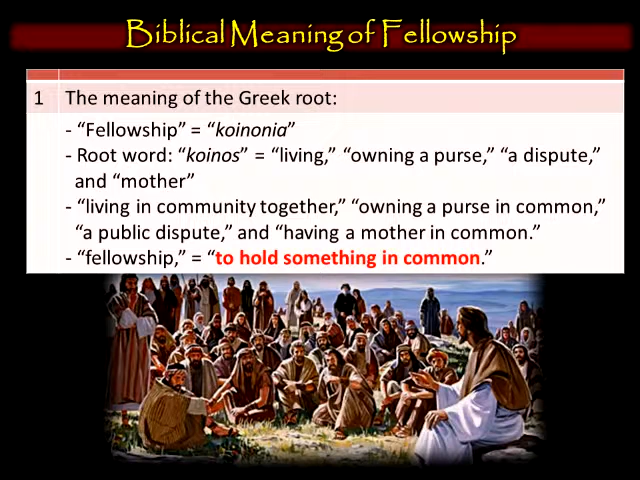 Biblical Meaning of Fellowship
1 The meaning of the Greek root:
- “Fellowship” = “koinonia”
- Root word: “koinos” = “living,” “owning a purse,” “a dispute,”
and “mother”
- “living in community together,” “owning a purse in common,”
“a public dispute,” and “having a mother in common.”
- “fellowship,” = “to hold something in common.”